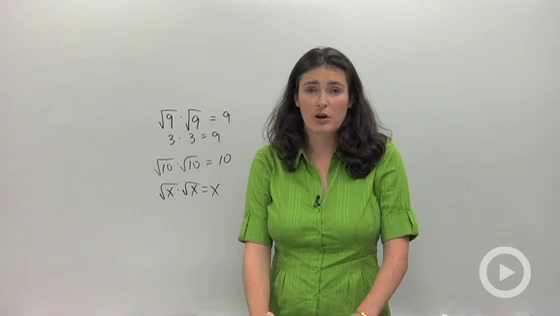 √9 · √9 = 9
3 · 3 = 9
√10 · √10 = 10
√x · √x = x